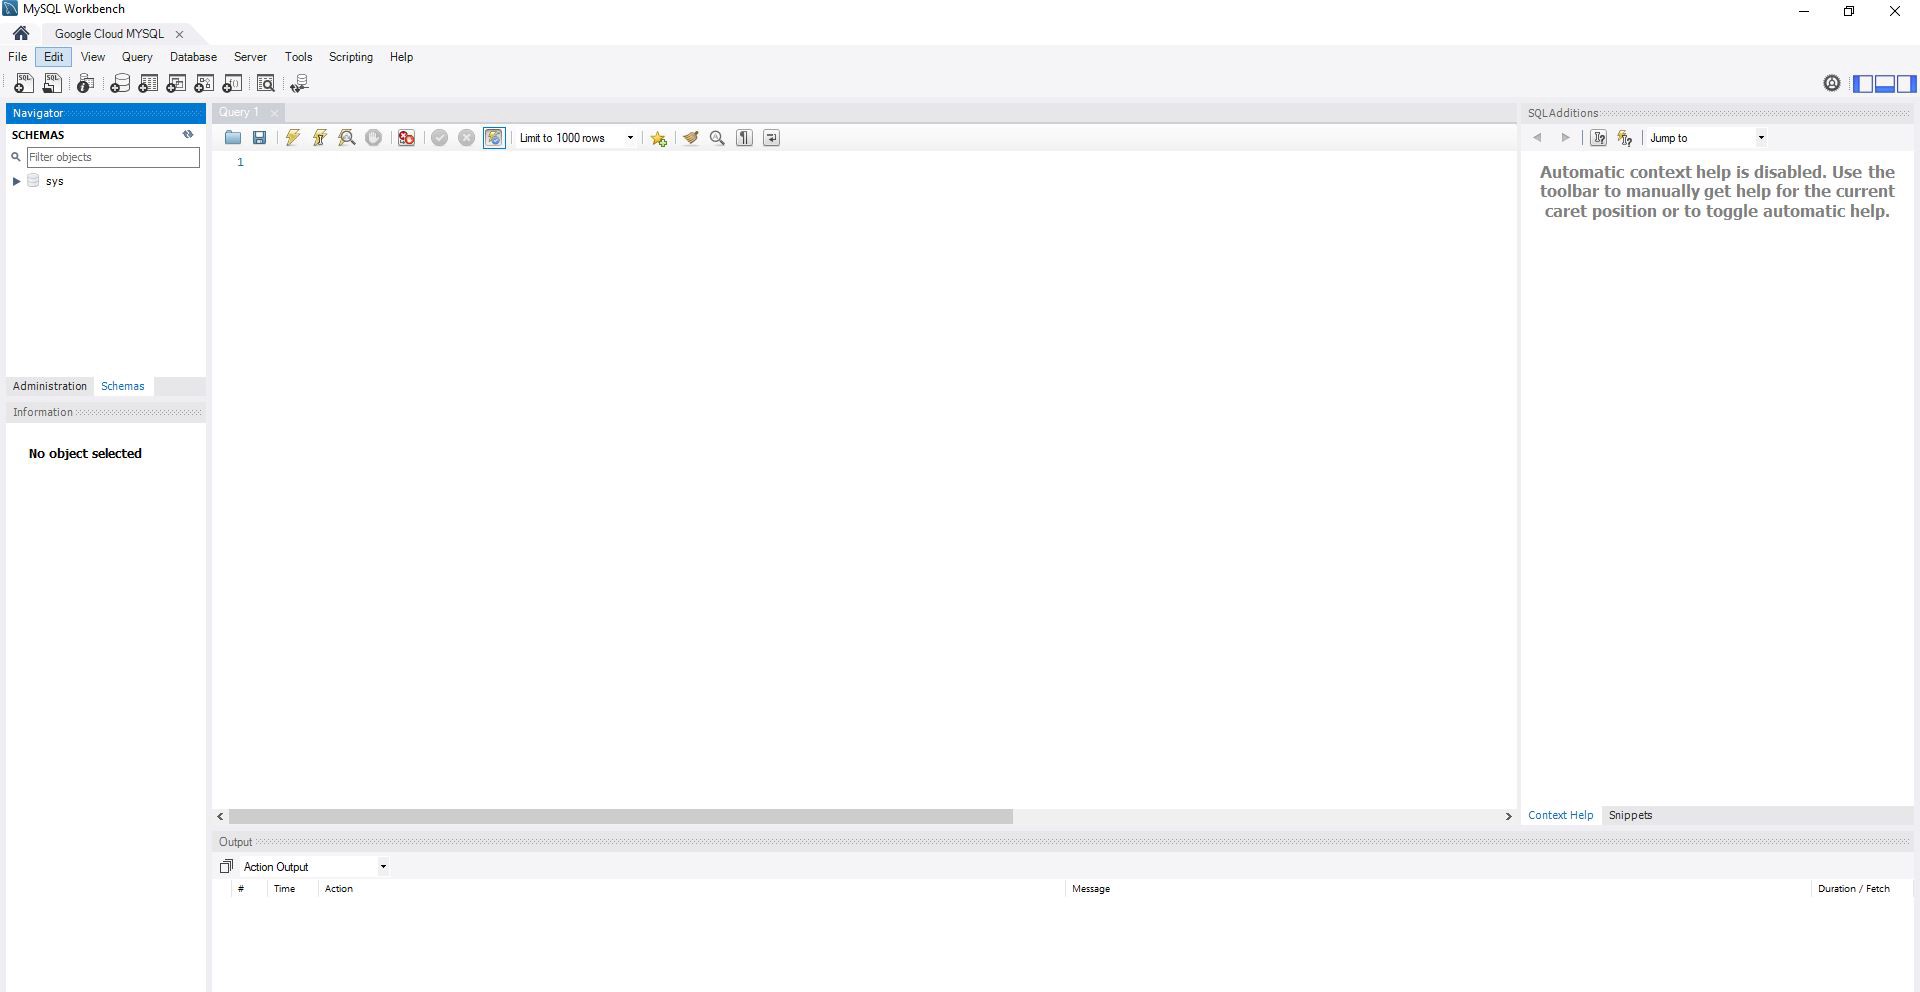 MySQL Workbench
Google Cloud MYSQL
File Edit View Query Database Server Tools Scripting Help
Navigator
SCHEMAS
Filter objects
sys
Administration Schemas
Information
No object selected
Query 1
Limit to 1000 rows
1
SQLAdditions
Jump to
Automatic context help is disabled. Use the
toolbar to manually get help for the current
caret position or to toggle automatic help.
Context Help Snippets
Output
Action Output
# Time Action Message Duration / Fetch